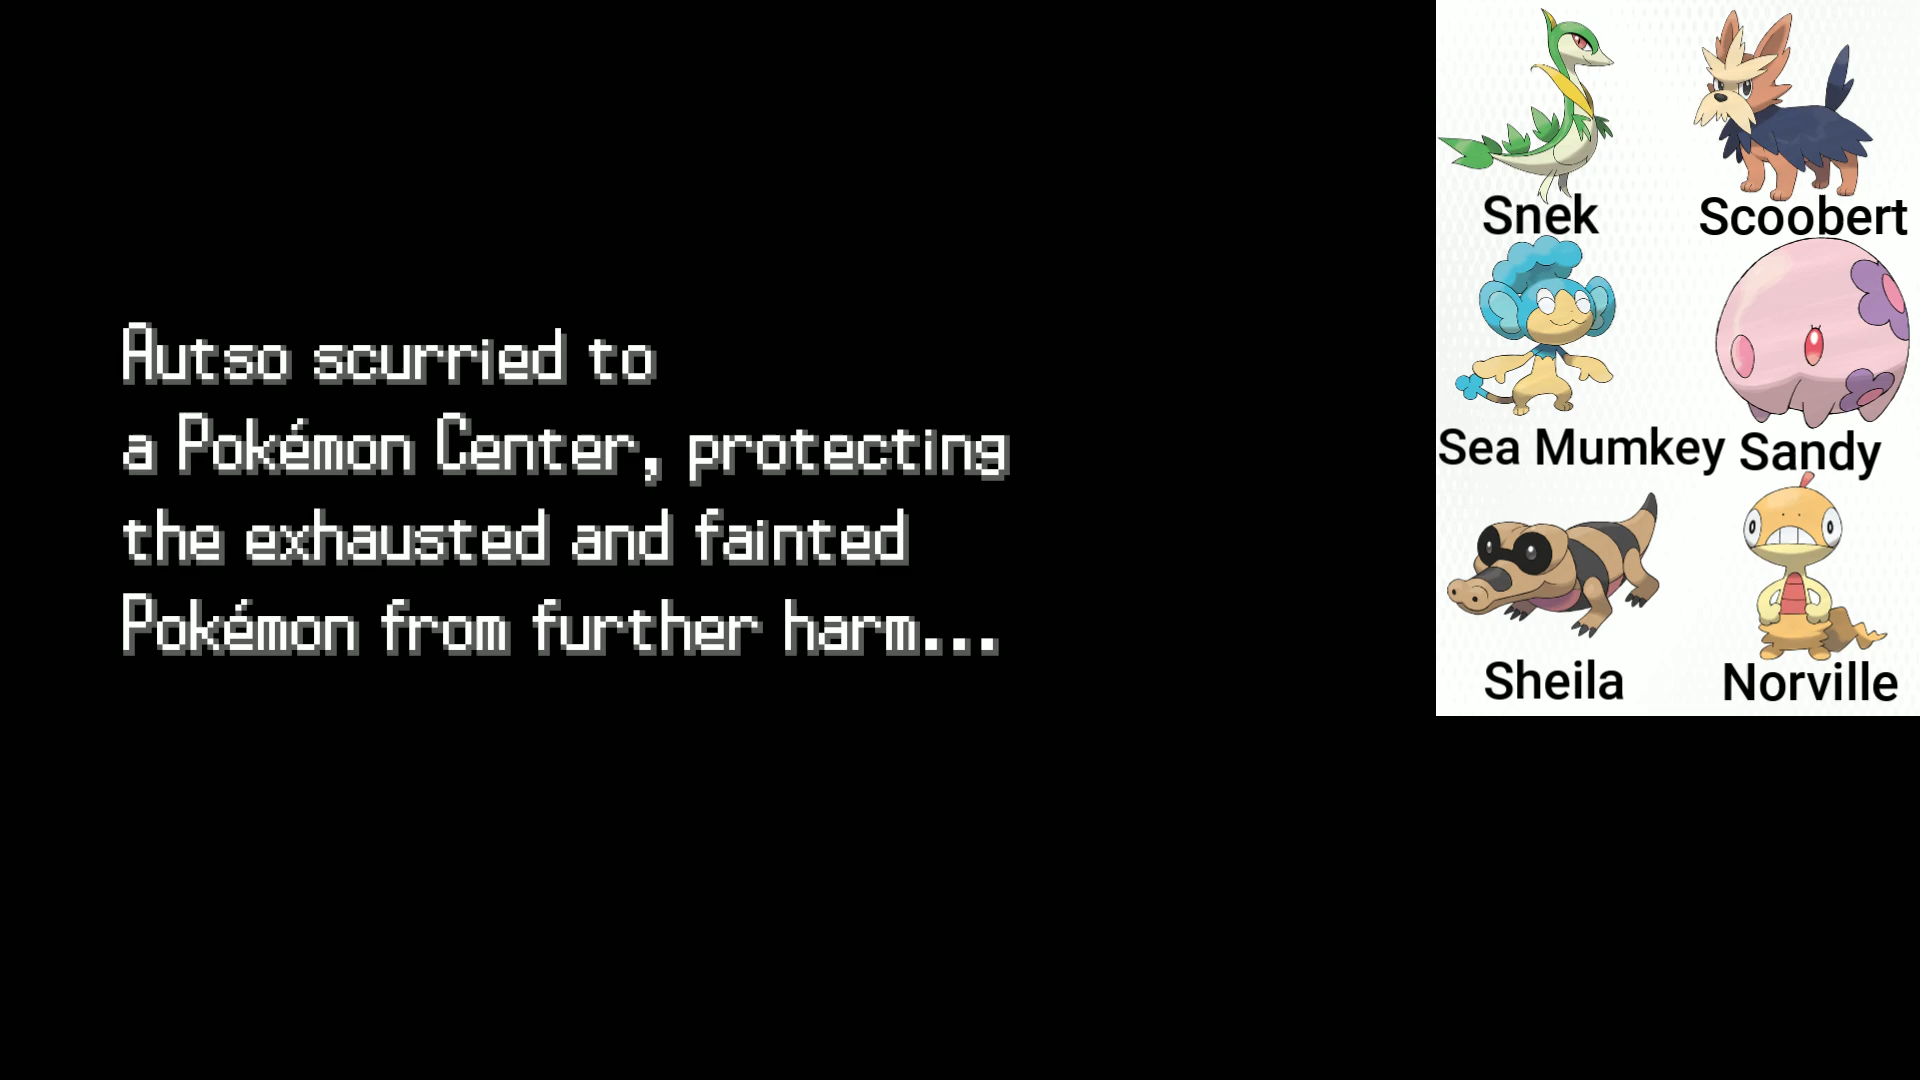 Autso scurried to
a Pokémon Center, protecting
the exhausted and fainted
Pokémon from further harm...
Snek
Scoobert
Sea Mumkey
Sandy
Sheila
Norville